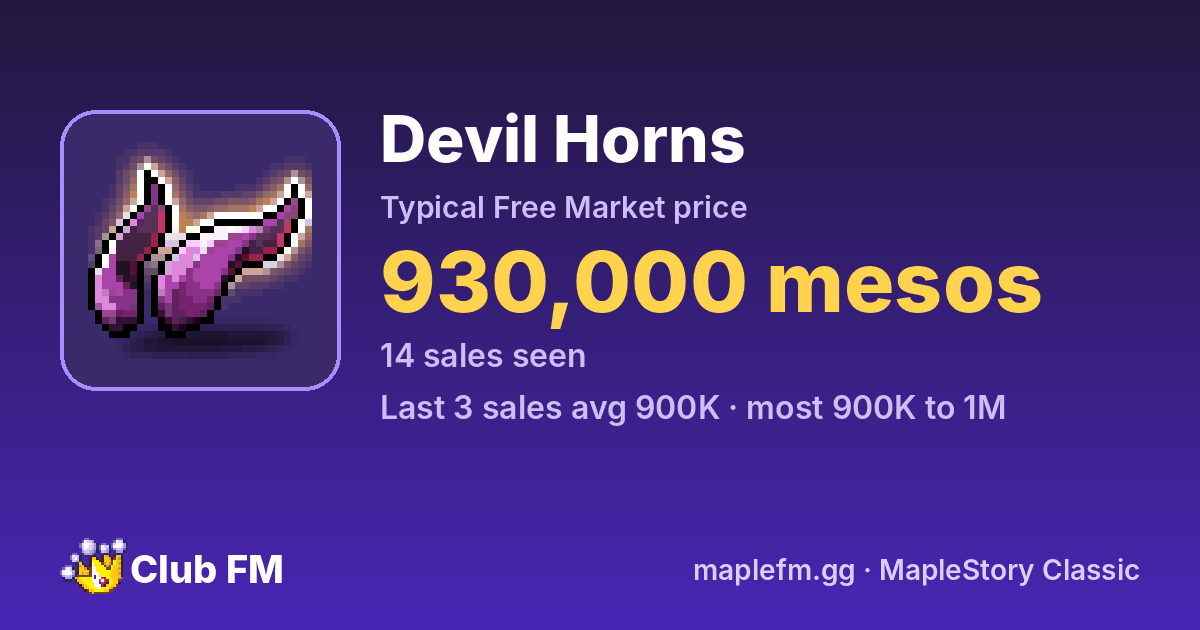 Devil Horns
Typical Free Market price
930,000 mesos
14 sales seen
Last 3 sales avg 900K · most 900K to 1M
Club FM
maplefm.gg · MapleStory Classic